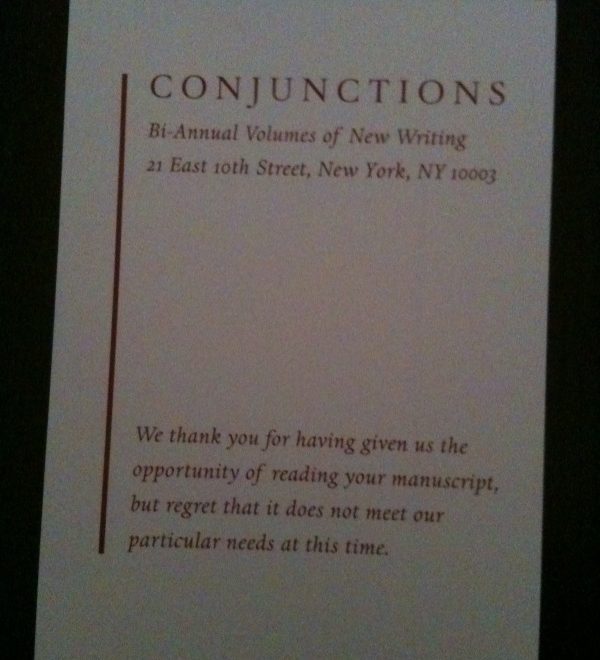 CONJUNCTIONS
Bi-Annual Volumes of New Writing
21 East 10th Street, New York, NY 10003
We thank you for having given us the
opportunity of reading your manuscript,
but regret that it does not meet our
particular needs at this time.